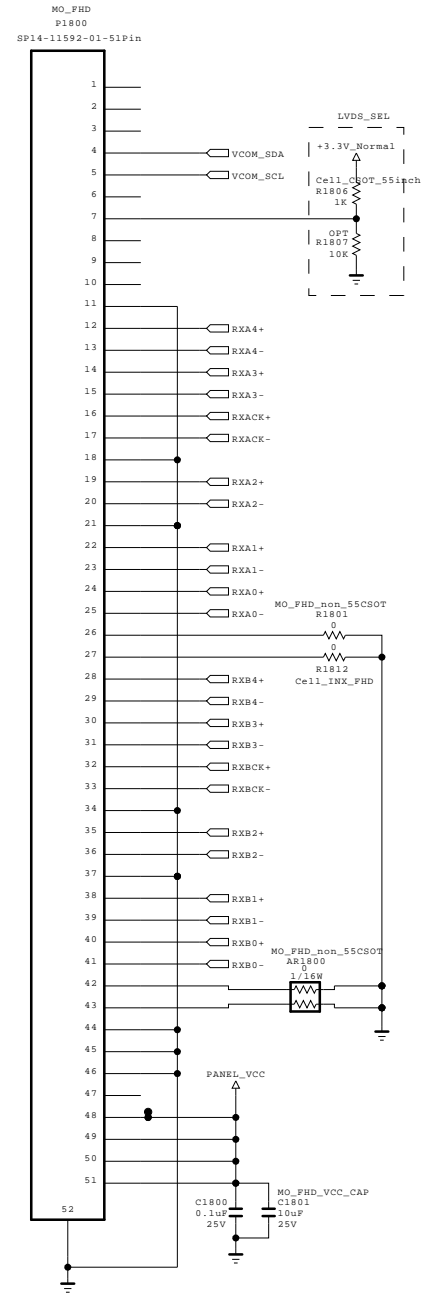 MO_FHD
P1800
SP14-11592-01-51Pin
1
2
3
4
VCOM_SDA
5
VCOM_SCL
6
7
8
9
10
LVDS_SEL
+3.3V_Normal
Cell_CSOT_55inch
R1806
1K
OPT
R1807
10K
11
12
RXA4+
13
RXA4-
14
RXA3+
15
RXA3-
16
RXACK+
17
RXACK-
18
19
RXA2+
20
RXA2-
21
22
RXA1+
23
RXA1-
24
RXA0+
25
RXA0-
MO_FHD_non_55CSOT
R1801
26
0
27
0
R1812
Cell_INX_FHD
28
RXB4+
29
RXB4-
30
RXB3+
31
RXB3-
32
RXBCK+
33
RXBCK-
34
35
RXB2+
36
RXB2-
37
38
RXB1+
39
RXB1-
40
RXB0+
41
RXB0-
MO_FHD_non_55CSOT
AR1800
0
1/16W
42
43
44
45
46
PANEL_VCC
47
48
49
50
51
C1800
0.1uF
25V
MO_FHD_VCC_CAP
C1801
10uF
25V
52